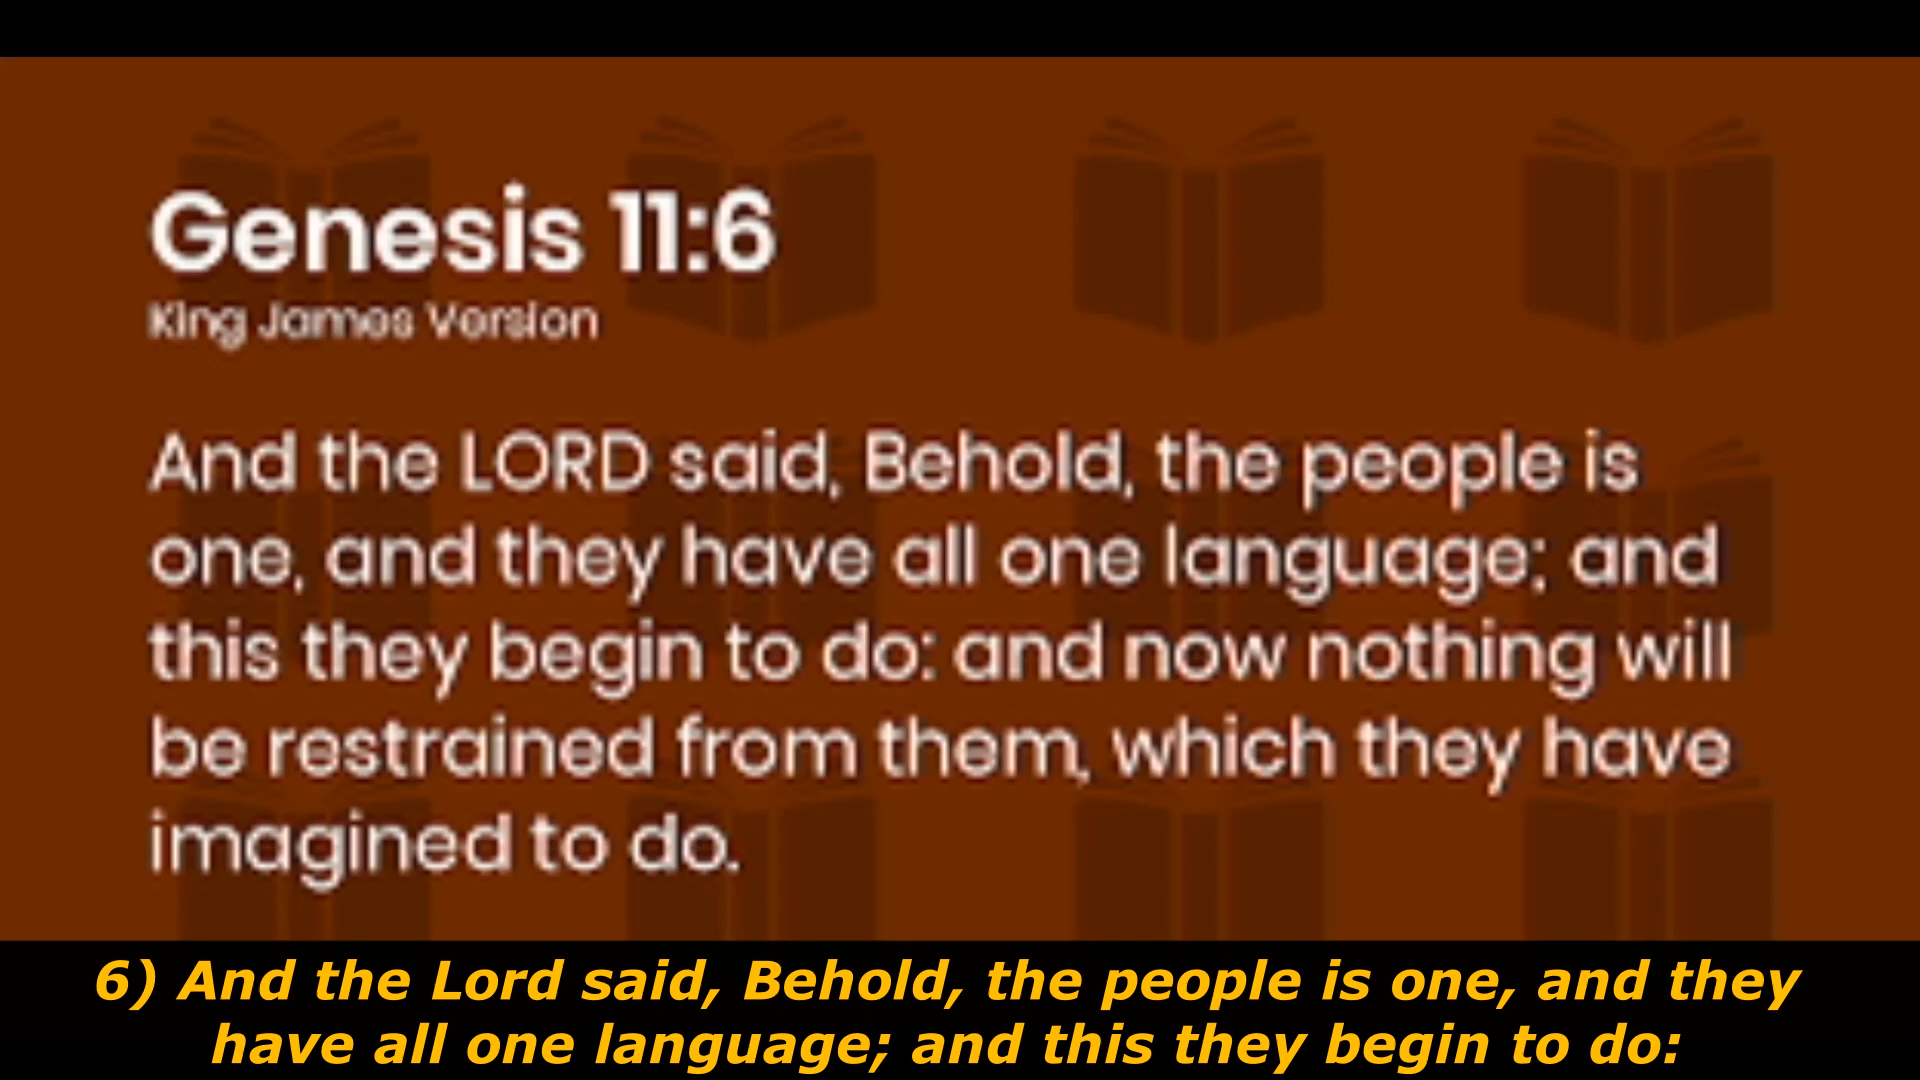 Genesis 11:6
King James Version
And the LORD said, Behold, the people is
one, and they have all one language; and
this they begin to do: and now nothing will
be restrained from them, which they have
imagined to do.
6) And the Lord said, Behold, the people is one, and they
have all one language; and this they begin to do: